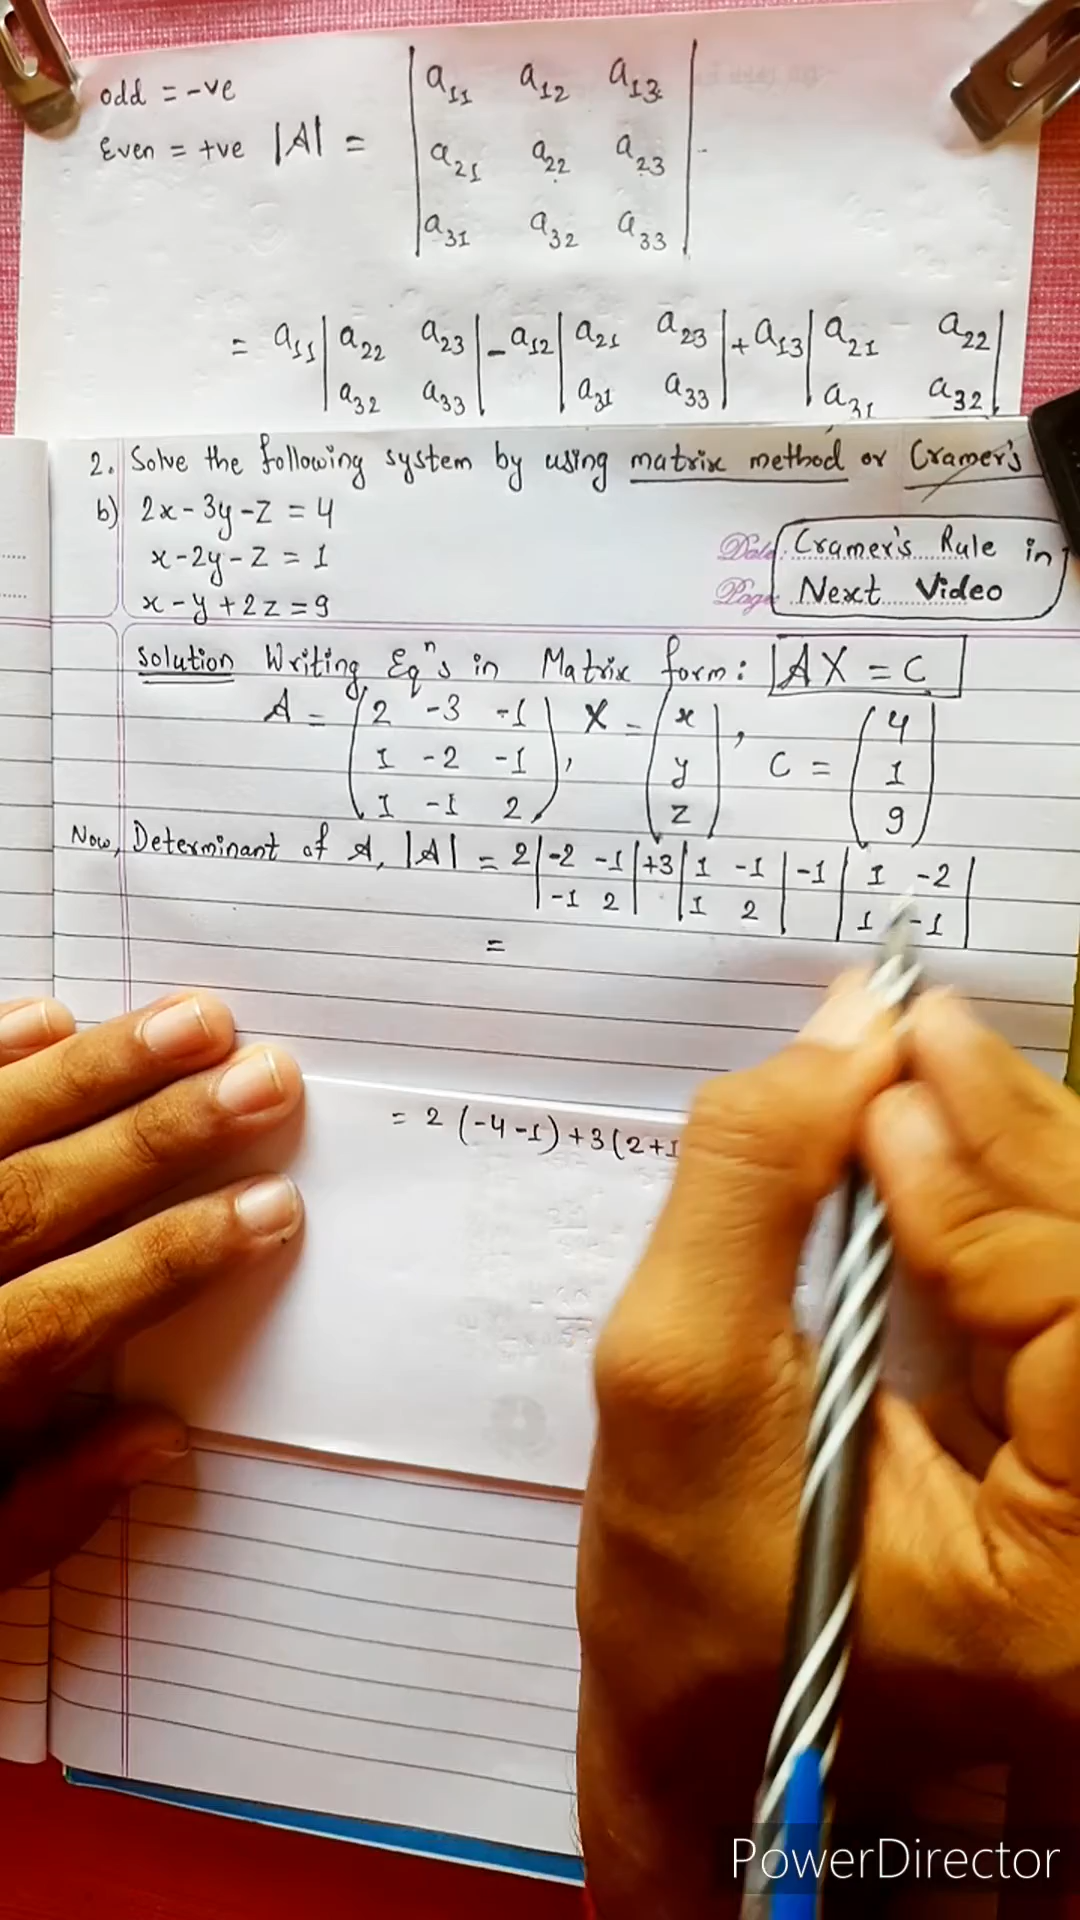 odd = -ve
Even = +ve |A| =
a11 a12 a13
a21 a22 a23
a31 a32 a33
= a11 | a22 a23 | - a12 | a21 a23 | + a13 | a21 a22 |
a32 a33 | a31 a33 | a31 a32 |
2. Solve the following system by using matrix method or Cramer's
b) 2x - 3y - z = 4
x - 2y - z = 1
x - y + 2z = 9
Date: Cramer's Rule in
Page: Next Video
Solution Writing Eqn's in Matrix form: AX = C
A = 2 -3 -1
1 -2 -1 ,
1 -1 2
X = x
y
z ,
C = 4
1
9
Now, Determinant of A, |A| = 2 | -2 -1 | +3 | 1 -1 | -1 | 1 -2 |
-1 2 | 1 2 | 1 -1 |
=
= 2 (-4 -1) + 3 (2+1
PowerDirector